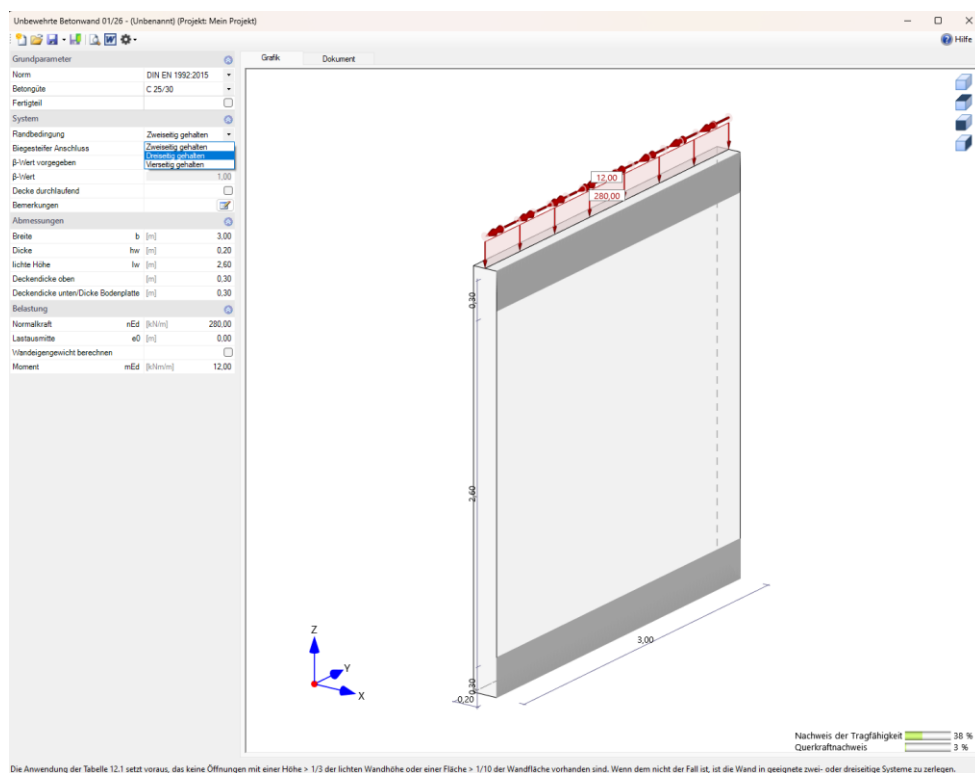 Unbewehrte Betonwand 01/26 - (Unbenannt) (Projekt: Mein Projekt)
Hilfe
Grundparameter
Norm DIN EN 1992:2015
Betongüte C 25/30
Fertigteil
System
Randbedingung Zweiseitig gehalten
Biegesteifer Anschluss Zweiseitig gehalten
Dreiseitig gehalten
β-Wert vorgegeben Vierseitig gehalten
β-Wert 1,00
Decke durchlaufend
Bemerkungen
Abmessungen
Breite b [m] 3,00
Dicke hw [m] 0,20
lichte Höhe lw [m] 2,60
Deckendicke oben [m] 0,30
Deckendicke unten/Dicke Bodenplatte [m] 0,30
Belastung
Normalkraft nEd [kN/m] 280,00
Lastausmitte e0 [m] 0,00
Wandeigengewicht berechnen
Moment mEd [kNm/m] 12,00
Grafik Dokument
12,00
280,00
0,30
2,60
3,00
0,30
0,20
Z
Y
X
Nachweis der Tragfähigkeit 38 %
Querkraftnachweis 3 %
Die Anwendung der Tabelle 12.1 setzt voraus, das keine Öffnungen mit einer Höhe > 1/3 der lichten Wandhöhe oder einer Fläche > 1/10 der Wandfläche vorhanden sind. Wenn dem nicht der Fall ist, ist die Wand in geeignete zwei- oder dreiseitige Systeme zu zerlegen.